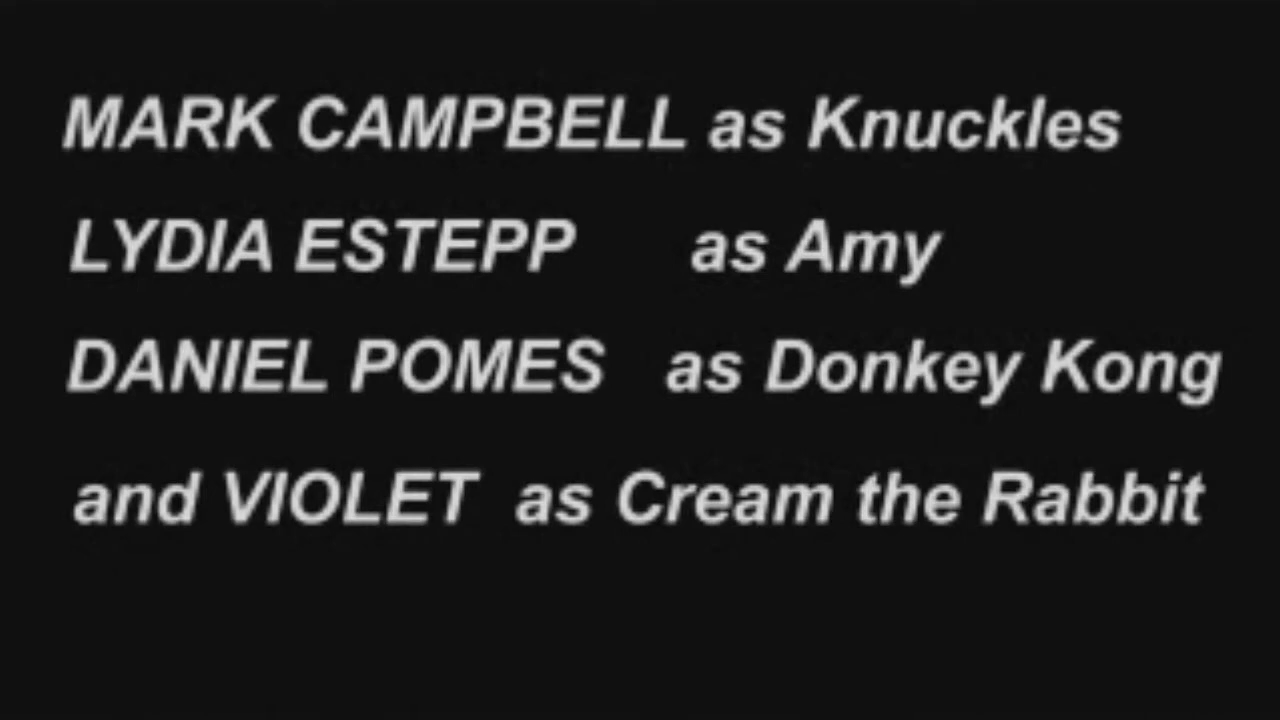 MARK CAMPBELL as Knuckles
LYDIA ESTEPP as Amy
DANIEL POMES as Donkey Kong
and VIOLET as Cream the Rabbit